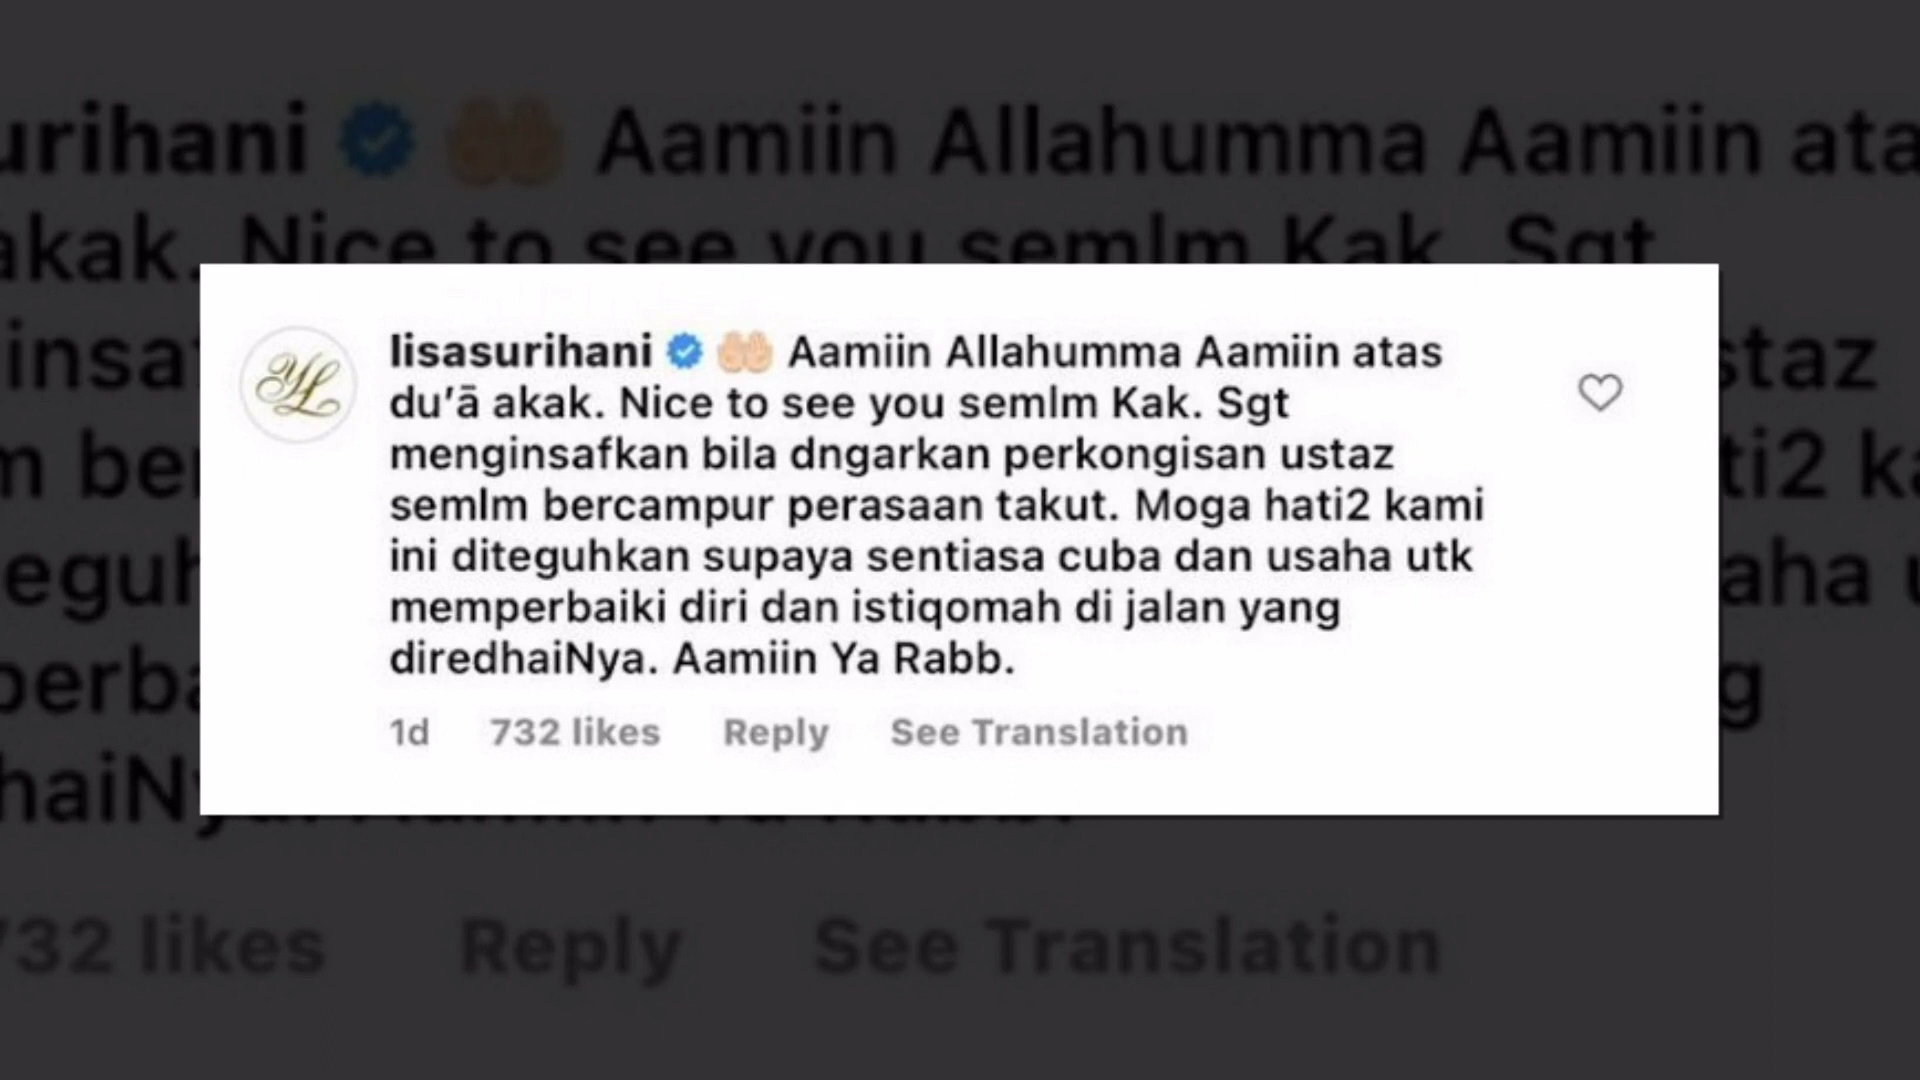 lisasurihani 🤲🏻 Aamiin Allahumma Aamiin atas
du’ā akak. Nice to see you semlm Kak. Sgt
menginsafkan bila dngarkan perkongisan ustaz
semlm bercampur perasaan takut. Moga hati2 kami
ini diteguhkan supaya sentiasa cuba dan usaha utk
memperbaiki diri dan istiqomah di jalan yang
diredhaiNya. Aamiin Ya Rabb.
1d 732 likes Reply See Translation